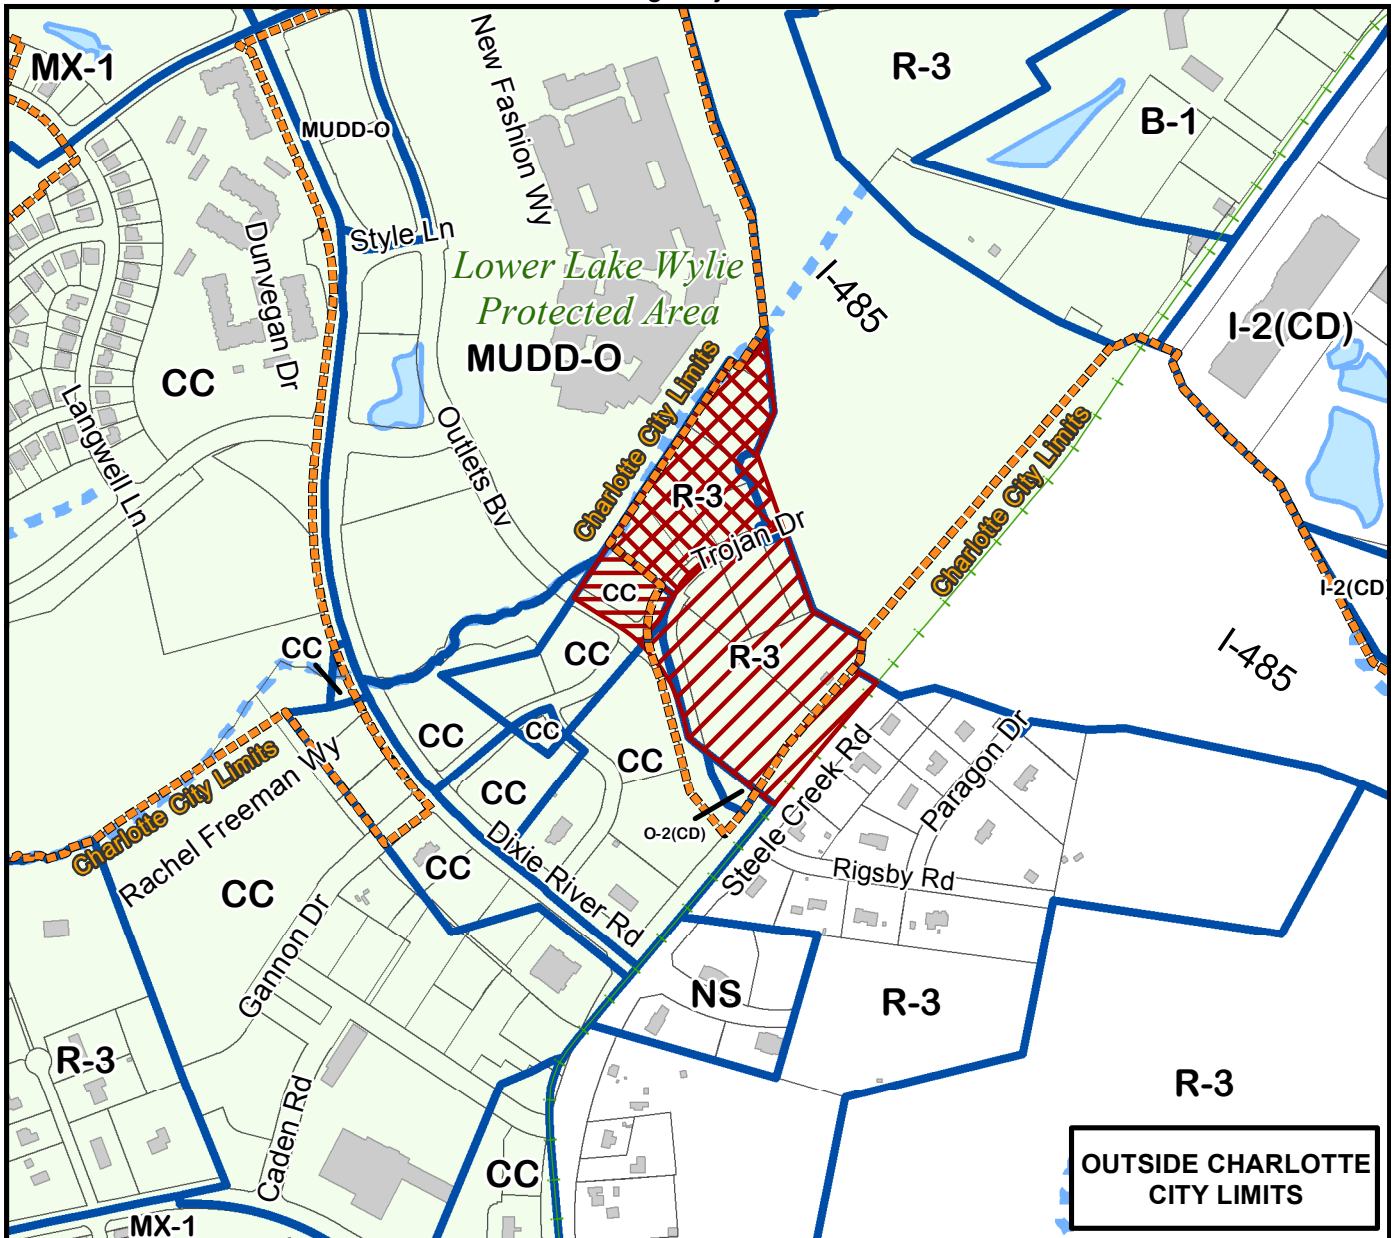 MX-1
New Fashion Wy
R-3
B-1
MUDD-O
Style Ln
Dunvegan Dr
Lower Lake Wylie
Protected Area
MUDD-O
I-485
I-2(CD)
CC
Langwell Ln
Outlets Bv
Charlotte City Limits
R-3
Trojan Dr
Charlotte City Limits
I-2(CD
CC
CC
CC
R-3
I-485
CC
CC
CC
Paragon Dr
Charlotte City Limits
Rachel Freeman Wy
CC
O-2(CD)
Steele Creek Rd
Dixie River Rd
CC
Rigsby Rd
CC
Gannon Dr
NS
R-3
R-3
R-3
Caden Rd
CC
MX-1
OUTSIDE CHARLOTTE
CITY LIMITS